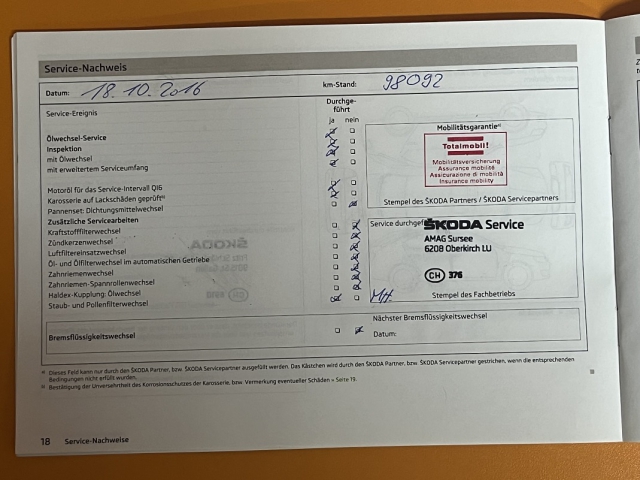 Service-Nachweis
Datum: 18.10.2016 km-Stand: 98092
Service-Ereignis
Durchge-
führt
ja nein
Ölwechsel-Service
Inspektion
mit Ölwechsel
mit erweitertem Serviceumfang
Motoröl für das Service-Intervall QI6
Karosserie auf Lackschäden geprüft
Pannenset: Dichtungsmittelwechsel
Zusätzliche Servicearbeiten
Kraftstofffilterwechsel
Zündkerzenwechsel
Luftfiltereinsatzwechsel
Öl- und Ölfilterwechsel im automatischen Getriebe
Zahnriemenwechsel
Zahnriemen-Spannrollenwechsel
Haldex-Kupplung: Ölwechsel
Staub- und Pollenfilterwechsel
Mobilitätsgarantie
Totalmobil!
Mobilitätsversicherung
Assurance mobilité
Assicurazione di mobilità
Insurance mobility
Stempel des ŠKODA Partners / ŠKODA Servicepartners
Service durchgef
ŠKODA Service
AMAG Sursee
6208 Oberkirch LU
CH 376
Stempel des Fachbetriebs
Bremsflüssigkeitswechsel
Nächster Bremsflüssigkeitswechsel
Datum:
a) Dieses Feld kann nur durch den ŠKODA Partner, bzw. ŠKODA Servicepartner ausgefüllt werden. Das Kästchen wird durch den ŠKODA Partner, bzw. ŠKODA Servicepartner gestrichen, wenn die entsprechenden
Bedingungen nicht erfüllt wurden.
b) Bestätigung der Unversehrtheit des Korrosionsschutzes der Karosserie, bzw. Vermerkung eventueller Schäden » Seite 19.
18 Service-Nachweise